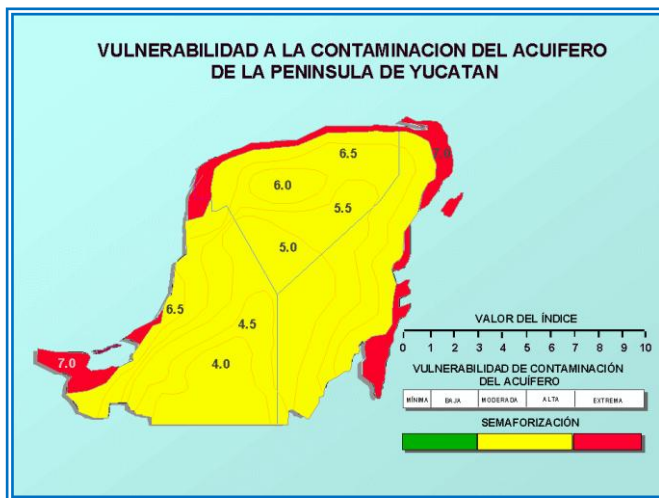 VULNERABILIDAD A LA CONTAMINACION DEL ACUIFERO
DE LA PENINSULA DE YUCATAN
6.5
7.0
6.0
5.5
5.0
6.5
4.5
4.0
7.0
VALOR DEL ÍNDICE
0 1 2 3 4 5 6 7 8 9 10
VULNERABILIDAD DE CONTAMINACIÓN
DEL ACUÍFERO
MÍNIMA BAJA MODERADA ALTA EXTREMA
SEMAFORIZACIÓN